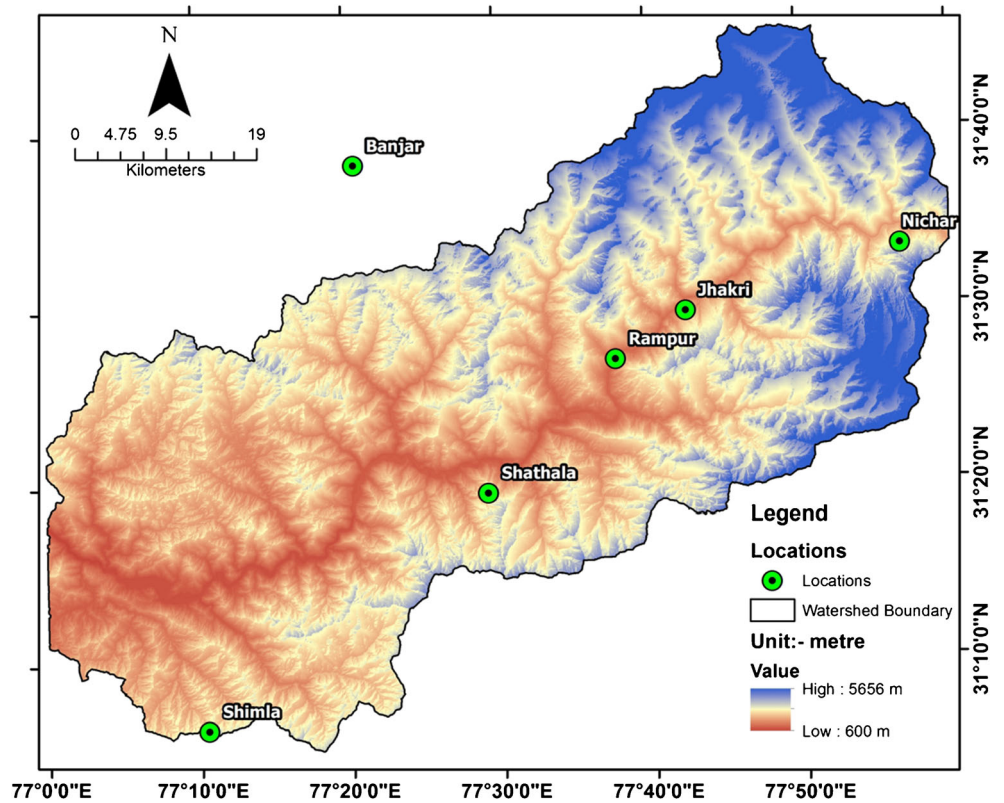 N
0 4.75 9.5 19
Kilometers
Banjar
Nichar
Jhakri
Rampur
Shathala
Shimla
31°40'0"N
31°30'0"N
31°20'0"N
31°10'0"N
Legend
Locations
Locations
Watershed Boundary
Unit:- metre
Value
High : 5656 m
Low : 600 m
77°0'0"E 77°10'0"E 77°20'0"E 77°30'0"E 77°40'0"E 77°50'0"E